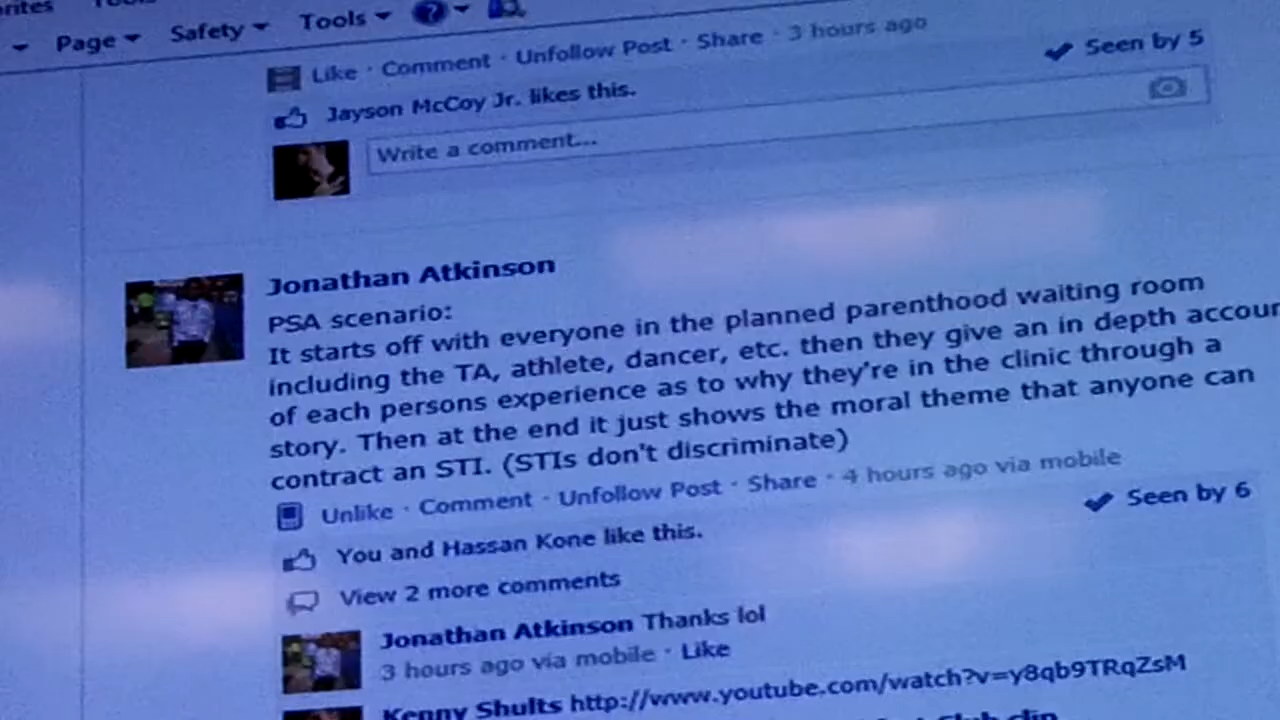 Page Safety Tools
Like · Comment · Unfollow Post · Share · 3 hours ago
Seen by 5
Jayson McCoy Jr. likes this.
Write a comment...
Jonathan Atkinson
PSA scenario:
It starts off with everyone in the planned parenthood waiting room
including the TA, athlete, dancer, etc. then they give an in depth accoun
of each persons experience as to why they're in the clinic through a
story. Then at the end it just shows the moral theme that anyone can
contract an STI. (STIs don't discriminate)
Unlike · Comment · Unfollow Post · Share · 4 hours ago via mobile
Seen by 6
You and Hassan Kone like this.
View 2 more comments
Jonathan Atkinson Thanks lol
3 hours ago via mobile · Like
Kenny Shults http://www.youtube.com/watch?v=y8qb9TRqZsM